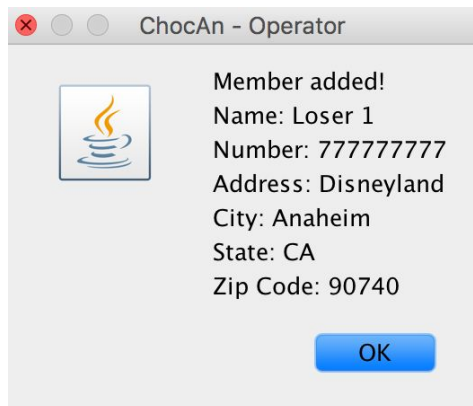 ChocAn - Operator
Member added!
Name: Loser 1
Number: 777777777
Address: Disneyland
City: Anaheim
State: CA
Zip Code: 90740
OK